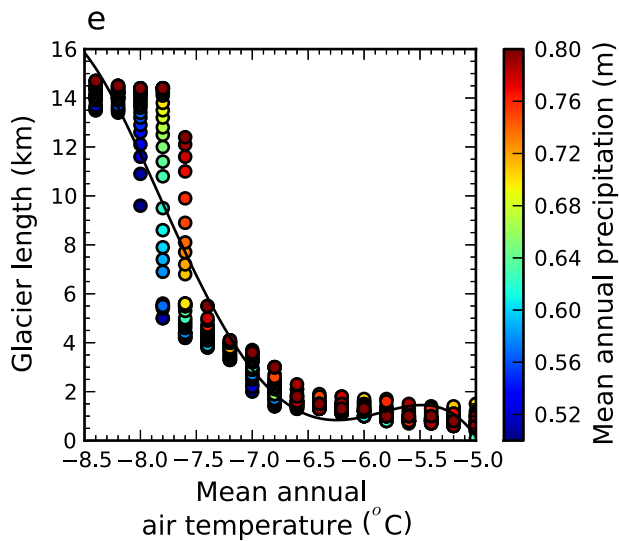 e
16
14
12
10
8
6
4
2
0
Glacier length (km)
−8.5 −8.0 −7.5 −7.0 −6.5 −6.0 −5.5 −5.0
Mean annual
air temperature (°C)
0.80
0.76
0.72
0.68
0.64
0.60
0.56
0.52
Mean annual precipitation (m)